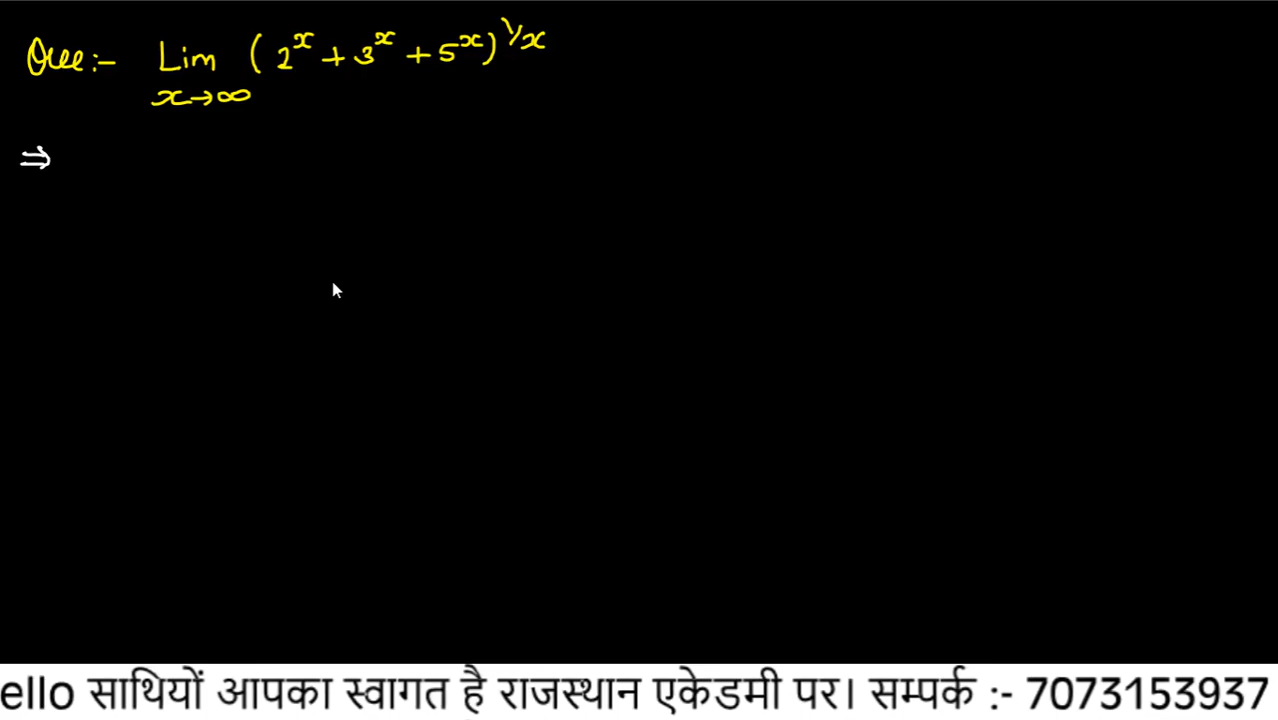 Que:- Lim (2^x + 3^x + 5^x)^1/x
x→∞
⇒
ello साथियों आपका स्वागत है राजस्थान एकेडमी पर। सम्पर्क :- 7073153937